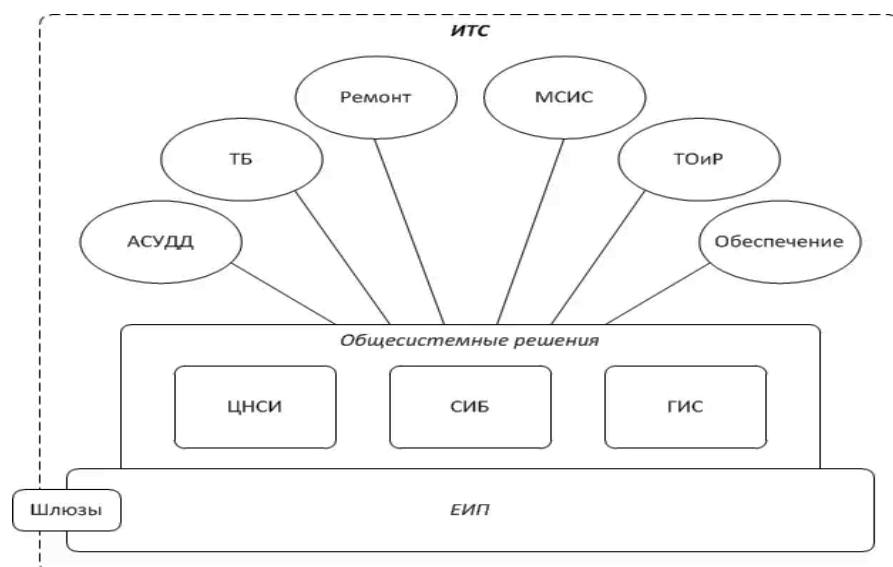 ИТС
Ремонт
МСИС
ТБ
ТОиР
АСУДД
Обеспечение
Общесистемные решения
ЦНСИ
СИБ
ГИС
Шлюзы
ЕИП